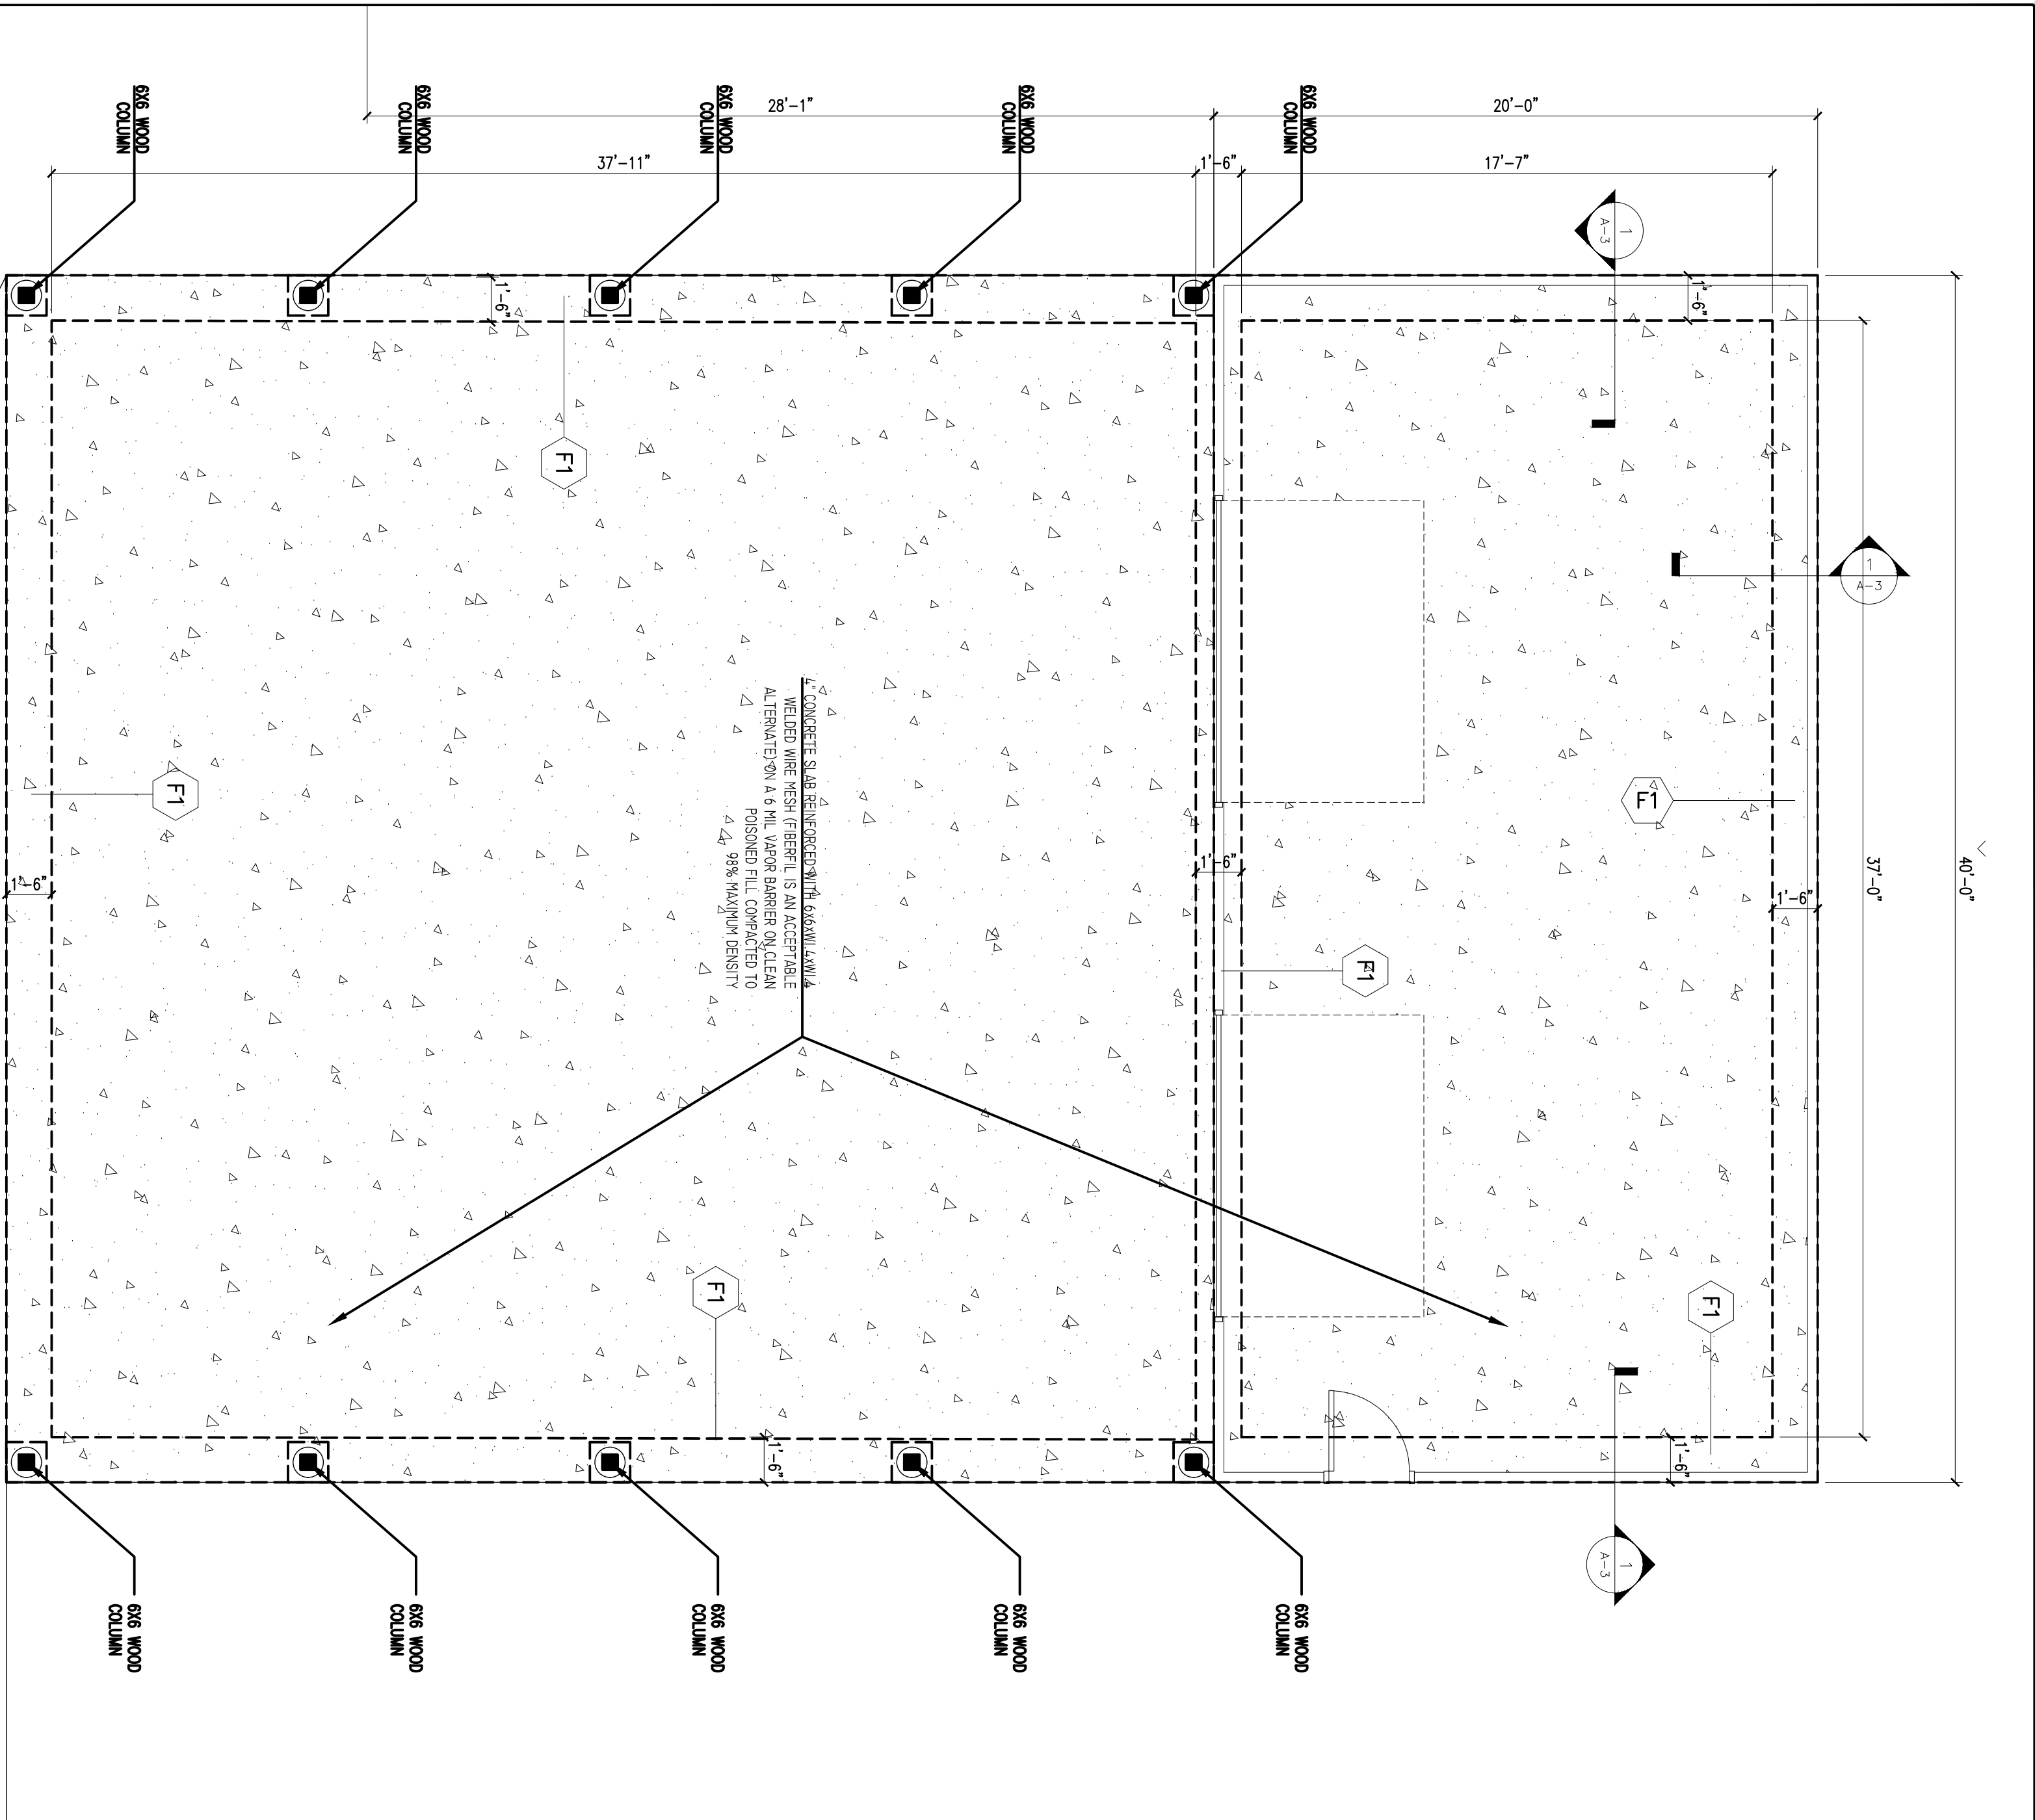 40'-0"
37'-0"
20'-0"
28'-1"
17'-7"
1'-6"
37'-11"
1'-6"
1'-6"
1'-6"
1'-6"
1'-6"
1'-6"
1'-6"
1'-6"
6X6 WOOD
COLUMN
6X6 WOOD
COLUMN
6X6 WOOD
COLUMN
6X6 WOOD
COLUMN
6X6 WOOD
COLUMN
1
A-3
1
A-3
1
A-3
F1
F1
F1
F1
F1
F1
4" CONCRETE SLAB REINFORCED WITH 6x6xW1.4xW1.4
WELDED WIRE MESH (FIBERFIL IS AN ACCEPTABLE
ALTERNATE) ON A 6 MIL VAPOR BARRIER ON CLEAN
POISONED FILL COMPACTED TO
98% MAXIMUM DENSITY
6X6 WOOD
COLUMN
6X6 WOOD
COLUMN
6X6 WOOD
COLUMN
6X6 WOOD
COLUMN
6X6 WOOD
COLUMN